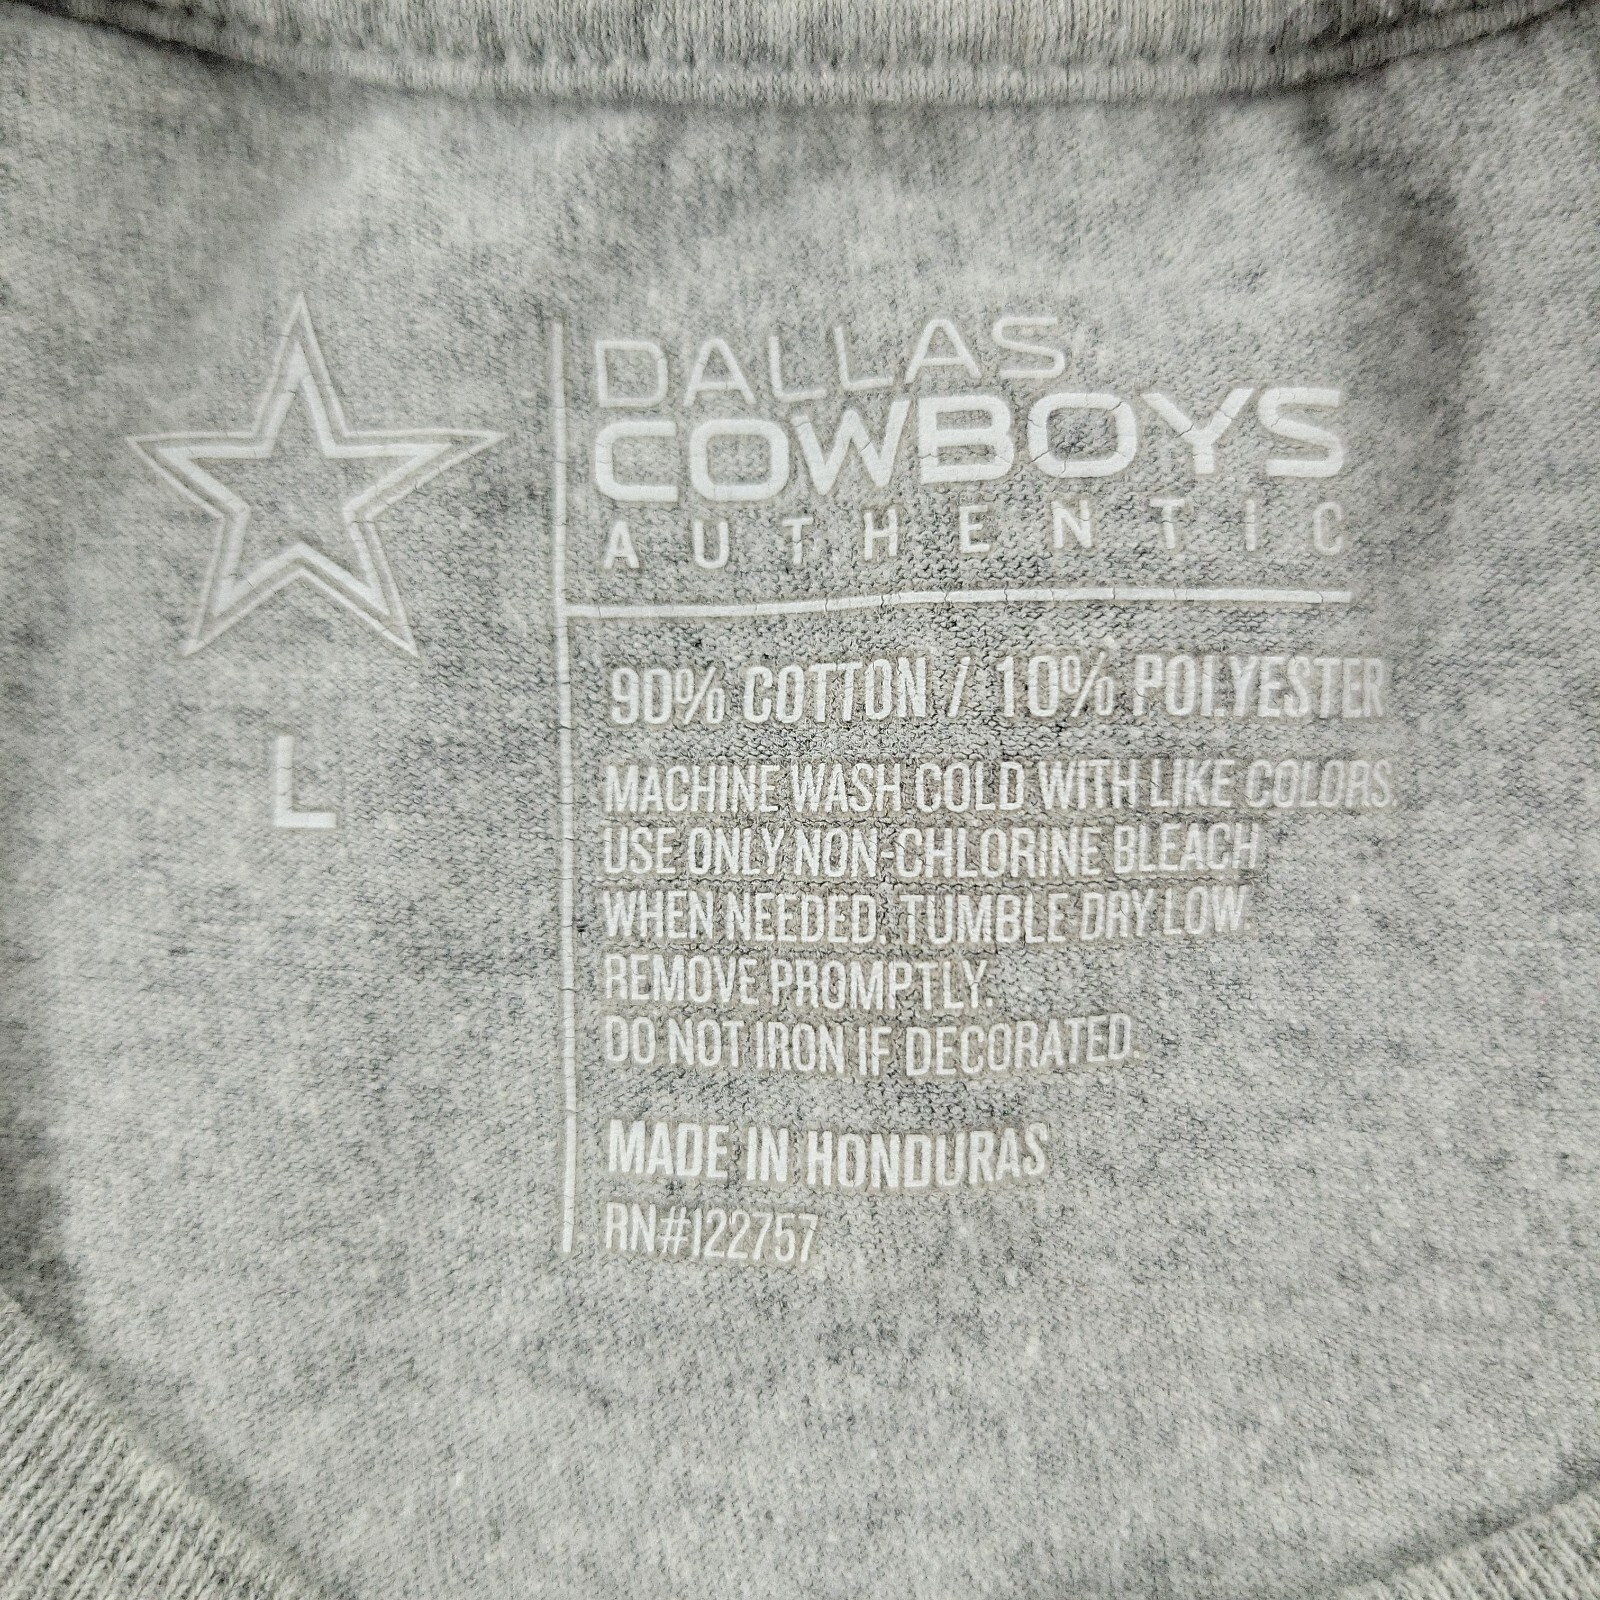 DALLAS
COWBOYS
AUTHENTIC
L
90% COTTON / 10% POLYESTER
MACHINE WASH COLD WITH LIKE COLORS.
USE ONLY NON-CHLORINE BLEACH
WHEN NEEDED. TUMBLE DRY LOW.
REMOVE PROMPTLY.
DO NOT IRON IF DECORATED.
MADE IN HONDURAS
RN#122757